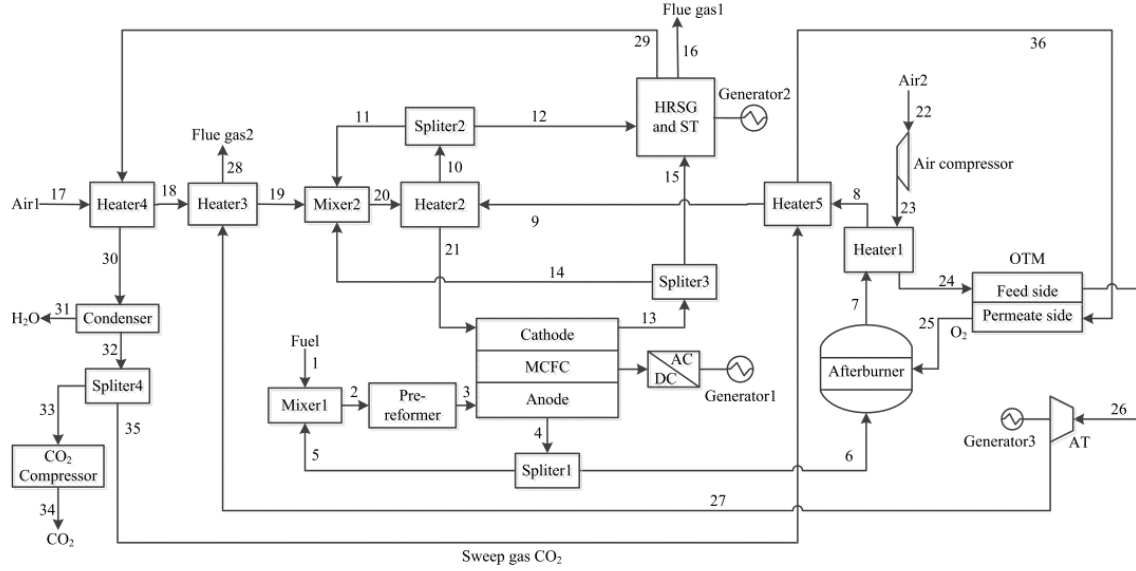 Flue gas1
29
16
36
Air2
22
Generator2
HRSG
and ST
11
Spliter2
12
Air compressor
Flue gas2
28
10
15
23
17
18
19
20
8
Air1
Heater4
Heater3
Mixer2
Heater2
9
Heater5
Heater1
OTM
30
21
14
Spliter3
24
Feed side
Permeate side
7
25
O₂
H₂O
31
Condenser
13
Fuel
1
Cathode
MCFC
Anode
AC
DC
Generator1
Afterburner
32
Spliter4
Mixer1
2
Pre-
reformer
3
33
35
4
26
5
6
Generator3
AT
CO₂
Compressor
Spliter1
34
27
CO₂
Sweep gas CO₂